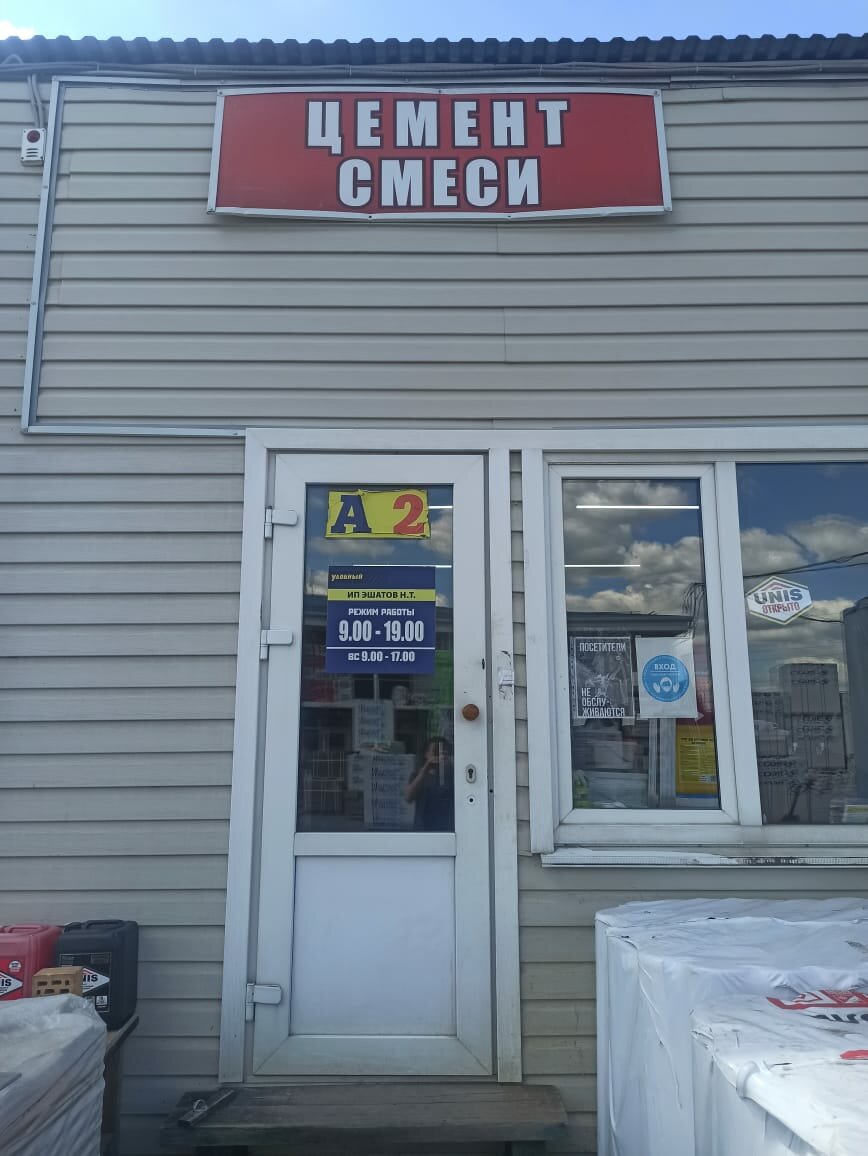 ЦЕМЕНТ
СМЕСИ
А 2
УДОБНЫЙ
ИП ЭШАТОВ Н.Т.
РЕЖИМ РАБОТЫ
9.00 - 19.00
ВС 9.00 - 17.00
UNIS
ОТКРЫТО
ПОСЕТИТЕЛИ
НЕ
ОБСЛУ-
ЖИВАЮТСЯ
ВХОД